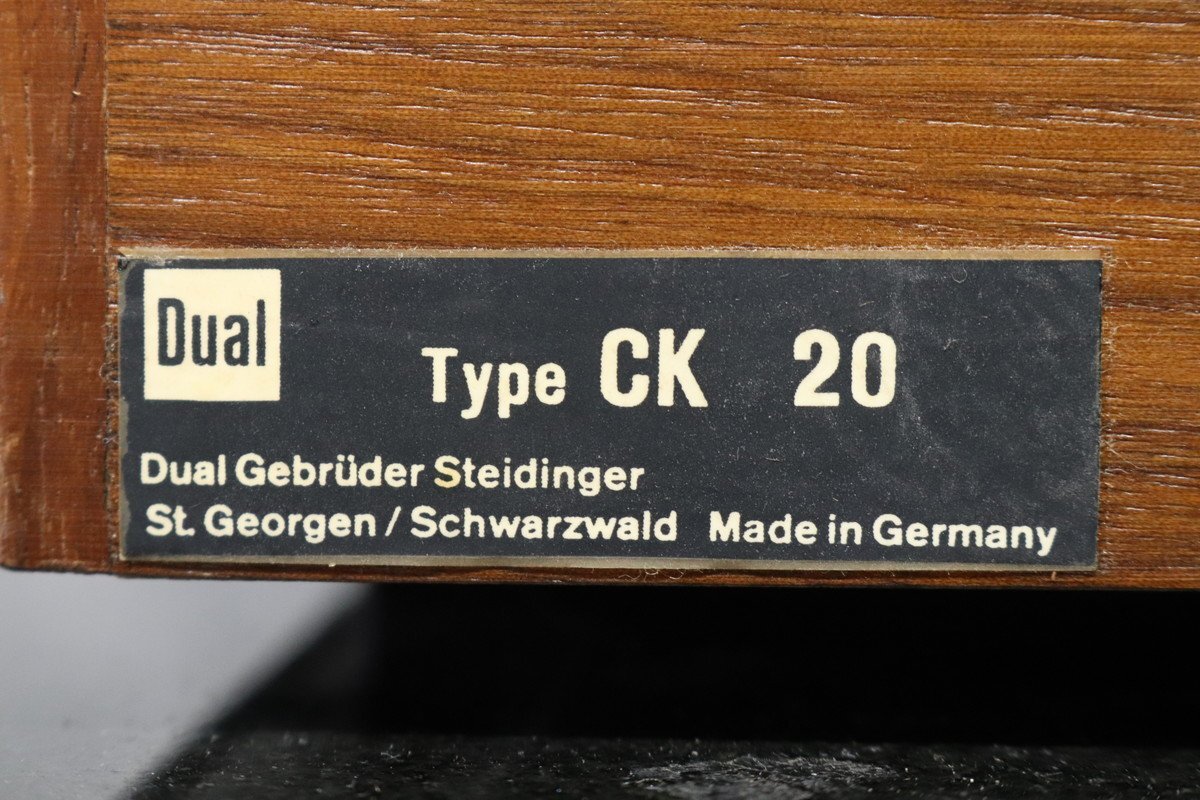 Dual
Type CK 20
Dual Gebrüder Steidinger
St. Georgen / Schwarzwald Made in Germany